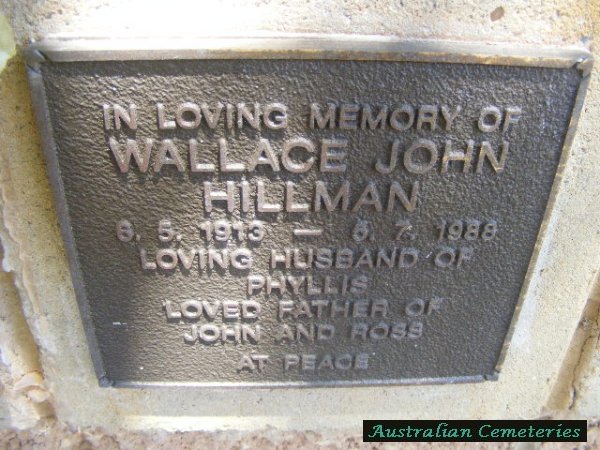 IN LOVING MEMORY OF
WALLACE JOHN
HILLMAN
6. 5. 1913 — 6. 7. 1988
LOVING HUSBAND OF
PHYLLIS
LOVED FATHER OF
JOHN AND ROSS
AT PEACE
Australian Cemeteries